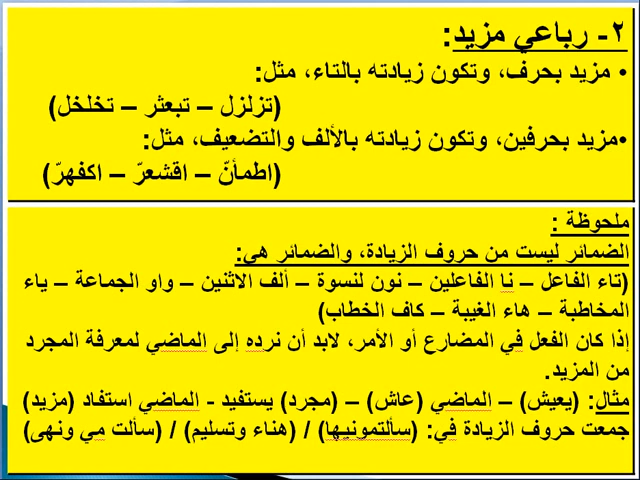 ٢- رباعي مزيد:
• مزيد بحرف، وتكون زيادته بالتاء، مثل:
(تزلزل – تبعثر – تخلخل)
•مزيد بحرفين، وتكون زيادته بالألف والتضعيف، مثل:
(اطمأنّ – اقشعرّ – اكفهرّ)
ملحوظة :
الضمائر ليست من حروف الزيادة، والضمائر هي:
(تاء الفاعل – نا الفاعلين – نون لنسوة – ألف الاثنين – واو الجماعة – ياء
المخاطبة – هاء الغيبة – كاف الخطاب)
إذا كان الفعل في المضارع أو الأمر، لابد أن نرده إلى الماضي لمعرفة المجرد
من المزيد.
مثال: (يعيش) – الماضي (عاش) – (مجرد) يستفيد - الماضي استفاد (مزيد)
جمعت حروف الزيادة في: (سألتمونيها) / (هناء وتسليم) / (سألت مي ونهى)